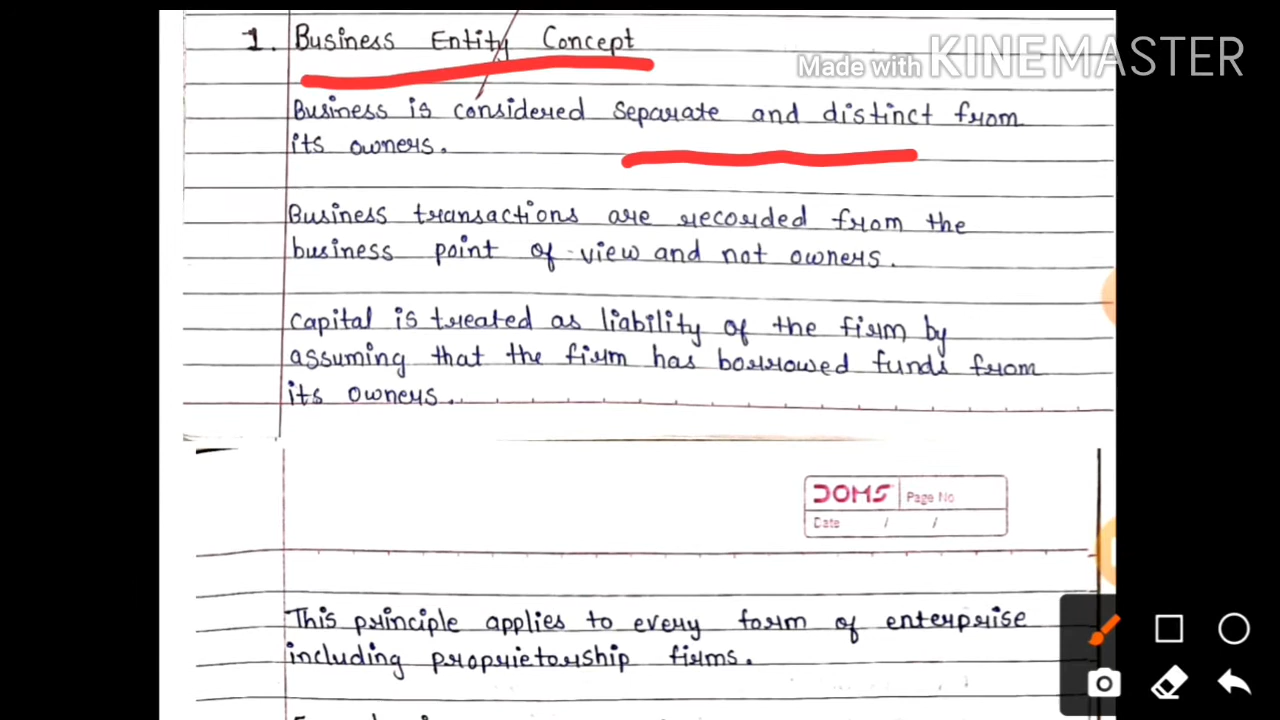 Made with KINEMASTER
1. Business Entity Concept
Business is considered separate and distinct from
its owners.
Business transactions are recorded from the
business point of view and not owners.
Capital is treated as liability of the firm by
assuming that the firm has borrowed funds from
its owners.
DOMS Page No
Date / /
This principle applies to every form of enterprise
including proprietorship firms.